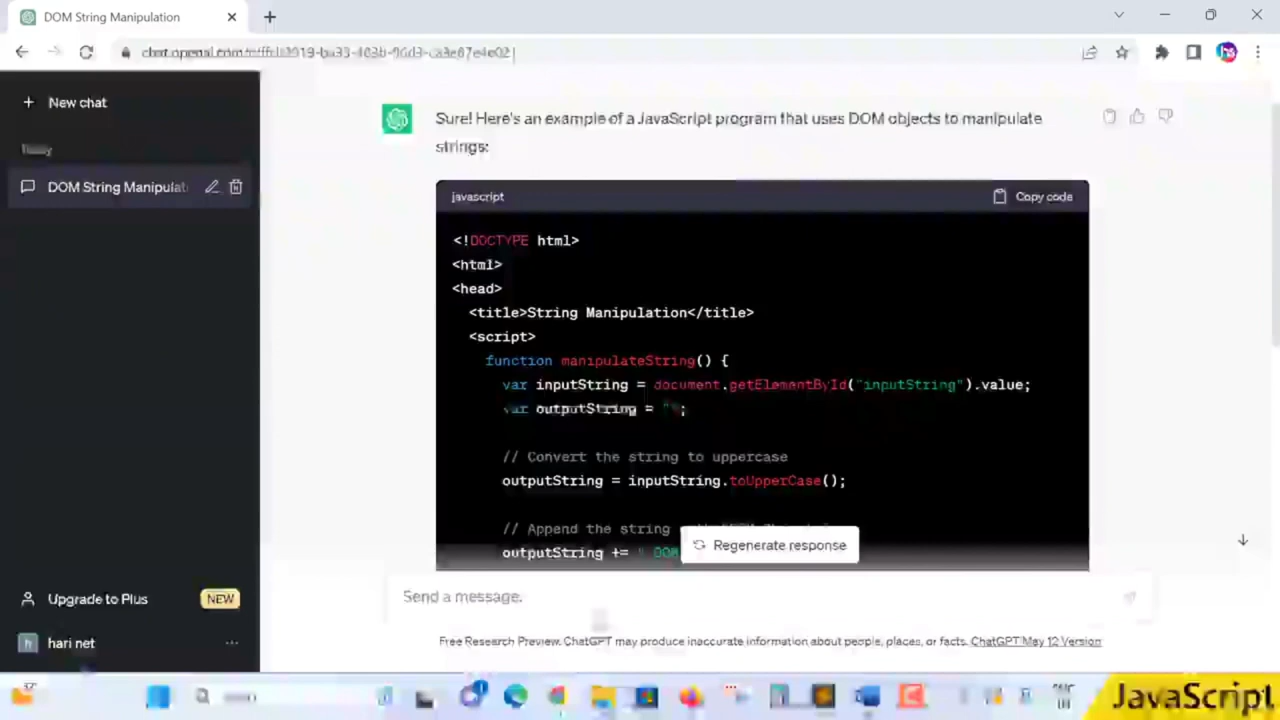 DOM String Manipulation
New chat
DOM String Manipulat
Upgrade to Plus
NEW
h
hari net
Sure! Here's an example of a JavaScript program that uses DOM objects to manipulate
strings:
javascript
Copy code
<!DOCTYPE html>
<html>
<head>
<title>String Manipulation</title>
<script>
function manipulateString() {
var inputString = document.getElementById("inputString").value;
var outputString = "";
// Convert the string to uppercase
outputString = inputString.toUpperCase();
// Append the string
outputString += " DOM
Regenerate response
Send a message.
Free Research Preview. ChatGPT may produce inaccurate information about people, places, or facts. ChatGPT May 12 Version
JavaScript